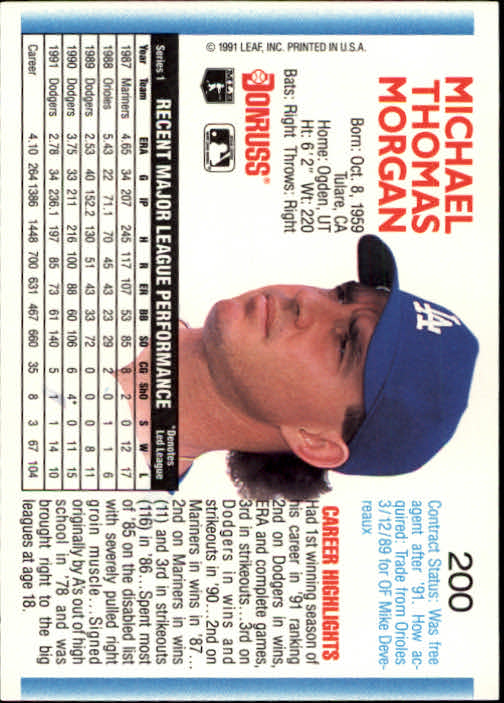 200
MICHAEL
THOMAS
MORGAN
Born: Oct. 8, 1959
Tulare, CA
Home: Ogden, UT
Ht: 6' 2" Wt: 220
Bats: Right Throws: Right
DONRUSS®
© 1991 LEAF, INC. PRINTED IN U.S.A.
Contract Status: Was free
agent after '91. How ac-
quired: Trade from Orioles
3/12/89 for OF Mike Deve-
reaux
CAREER HIGHLIGHTS
Had 1st winning season of
his career in '91 ranking
2nd on Dodgers in wins,
ERA and complete games,
3rd in strikeouts...3rd on
Dodgers in wins and
strikeouts in '90...2nd on
Mariners in wins in '87...
2nd on Mariners in wins
(11) and 3rd in strikeouts
(116) in '86...Spent most
of '85 on the disabled list
with severely pulled right
groin muscle...Signed
originally by A's out of high
school in '78 and was
brought right to the big
leagues at age 18.
Series 1 RECENT MAJOR LEAGUE PERFORMANCE *Denotes Led League
Year Team ERA G IP H R ER BB SO CG ShO S W L
1987 Mariners 4.65 34 207 245 117 107 53 85 8 2 0 12 17
1988 Orioles 5.43 22 71.1 70 45 43 23 29 2 0 1 1 6
1989 Dodgers 2.53 40 152.2 130 51 43 33 72 0 0 0 8 11
1990 Dodgers 3.75 33 211 216 100 88 60 106 6 4* 0 11 15
1991 Dodgers 2.78 34 236.1 197 85 73 61 140 5 1 1 14 10
Career 4.10 264 1386 1448 700 631 467 660 35 8 3 67 104
LA